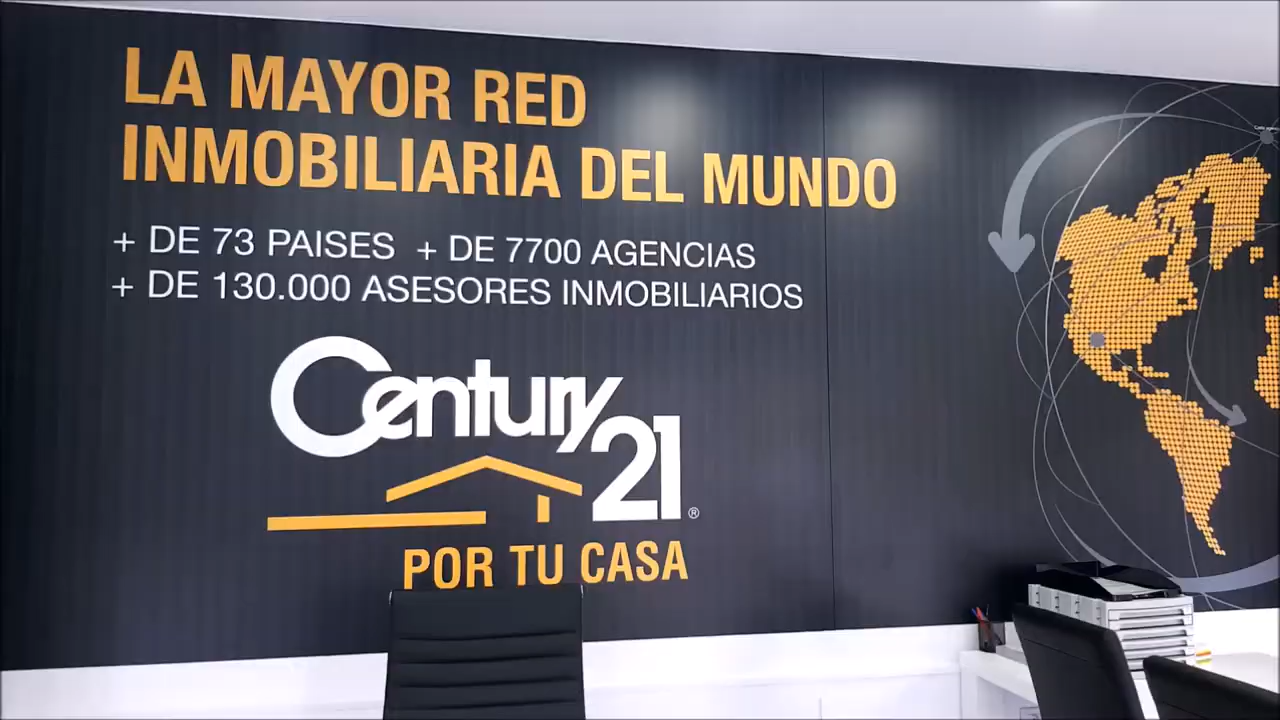 LA MAYOR RED
INMOBILIARIA DEL MUNDO
+ DE 73 PAISES + DE 7700 AGENCIAS
+ DE 130.000 ASESORES INMOBILIARIOS
Century
21®
POR TU CASA